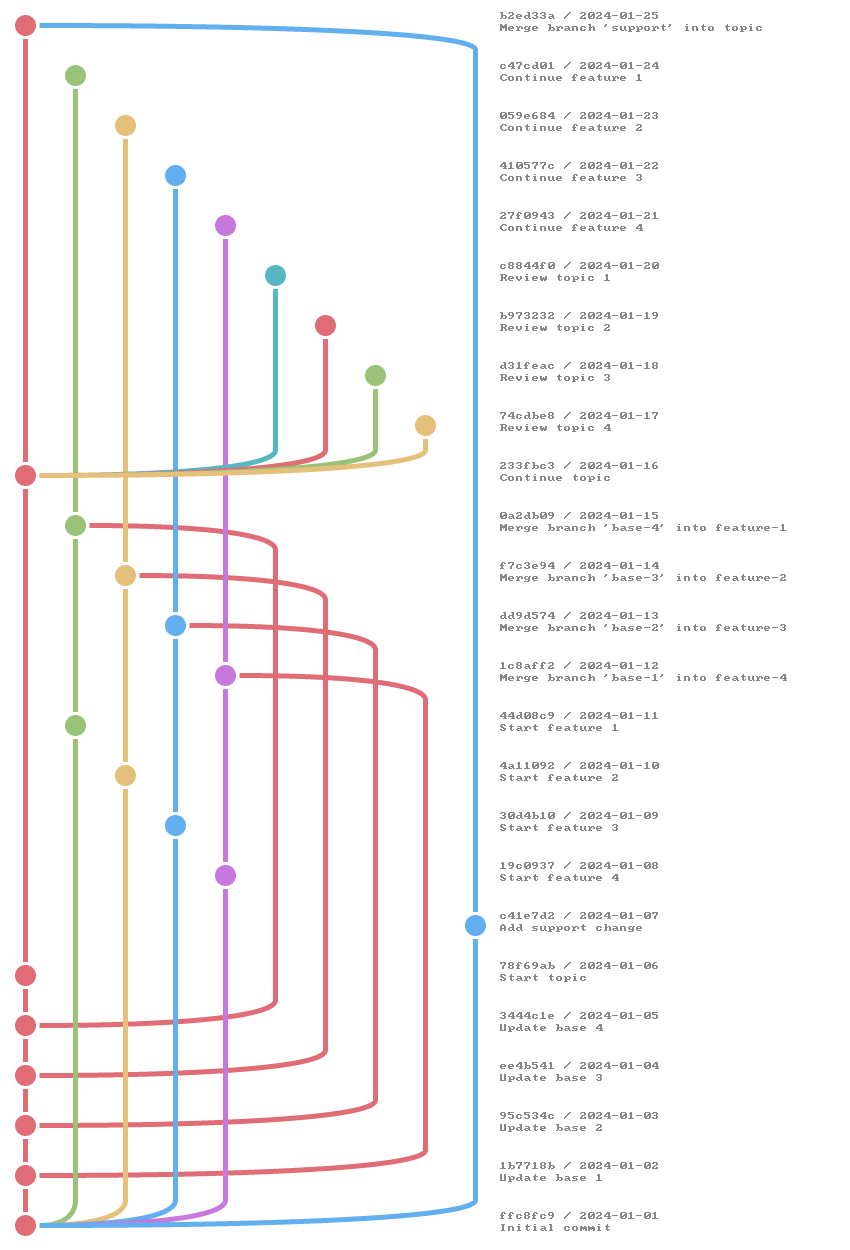 b2ed33a / 2024-01-25
Merge branch 'support' into topic
c47cd01 / 2024-01-24
Continue feature 1
059e684 / 2024-01-23
Continue feature 2
410577c / 2024-01-22
Continue feature 3
27f0943 / 2024-01-21
Continue feature 4
c8844f0 / 2024-01-20
Review topic 1
b973232 / 2024-01-19
Review topic 2
d31feac / 2024-01-18
Review topic 3
74cdbe8 / 2024-01-17
Review topic 4
233fbc3 / 2024-01-16
Continue topic
0a2db09 / 2024-01-15
Merge branch 'base-4' into feature-1
f7c3e94 / 2024-01-14
Merge branch 'base-3' into feature-2
dd9d574 / 2024-01-13
Merge branch 'base-2' into feature-3
1c8aff2 / 2024-01-12
Merge branch 'base-1' into feature-4
44d08c9 / 2024-01-11
Start feature 1
4a11092 / 2024-01-10
Start feature 2
30d4b10 / 2024-01-09
Start feature 3
19c0937 / 2024-01-08
Start feature 4
c41e7d2 / 2024-01-07
Add support change
78f69ab / 2024-01-06
Start topic
3444c1e / 2024-01-05
Update base 4
ee4b541 / 2024-01-04
Update base 3
95c534c / 2024-01-03
Update base 2
1b7718b / 2024-01-02
Update base 1
ffc8fc9 / 2024-01-01
Initial commit